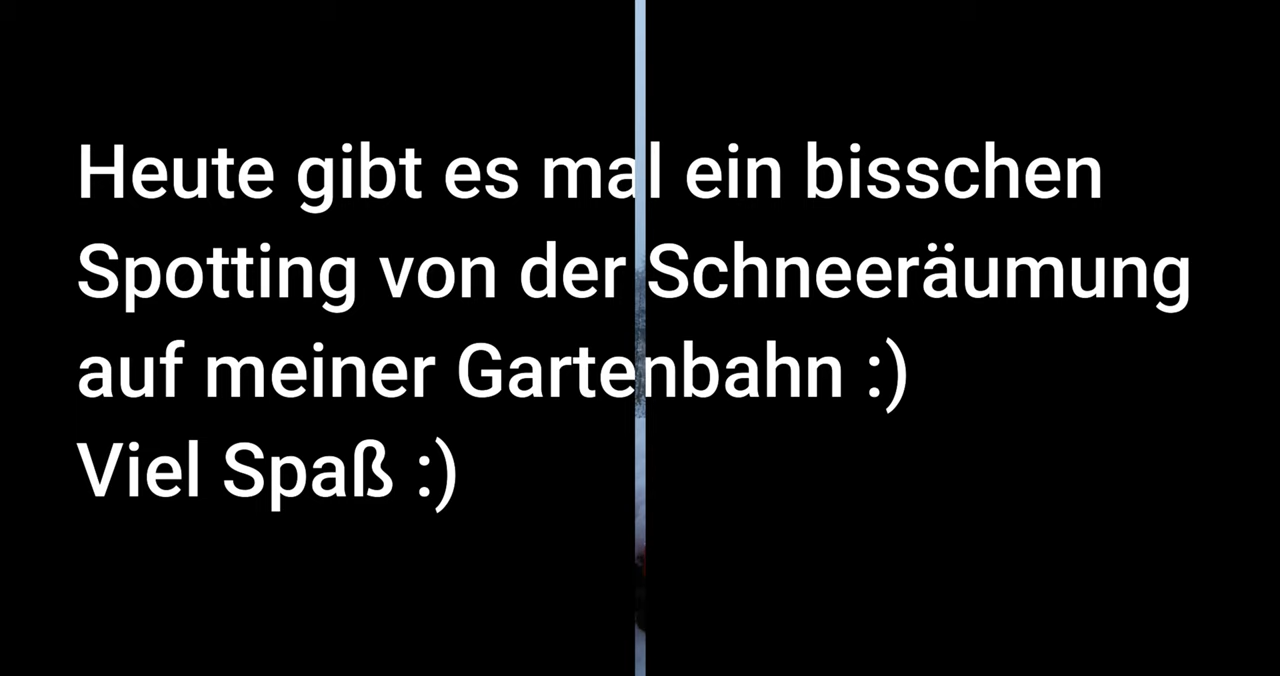 Heute gibt es mal ein bisschen
Spotting von der Schneeräumung
auf meiner Gartenbahn :)
Viel Spaß :)